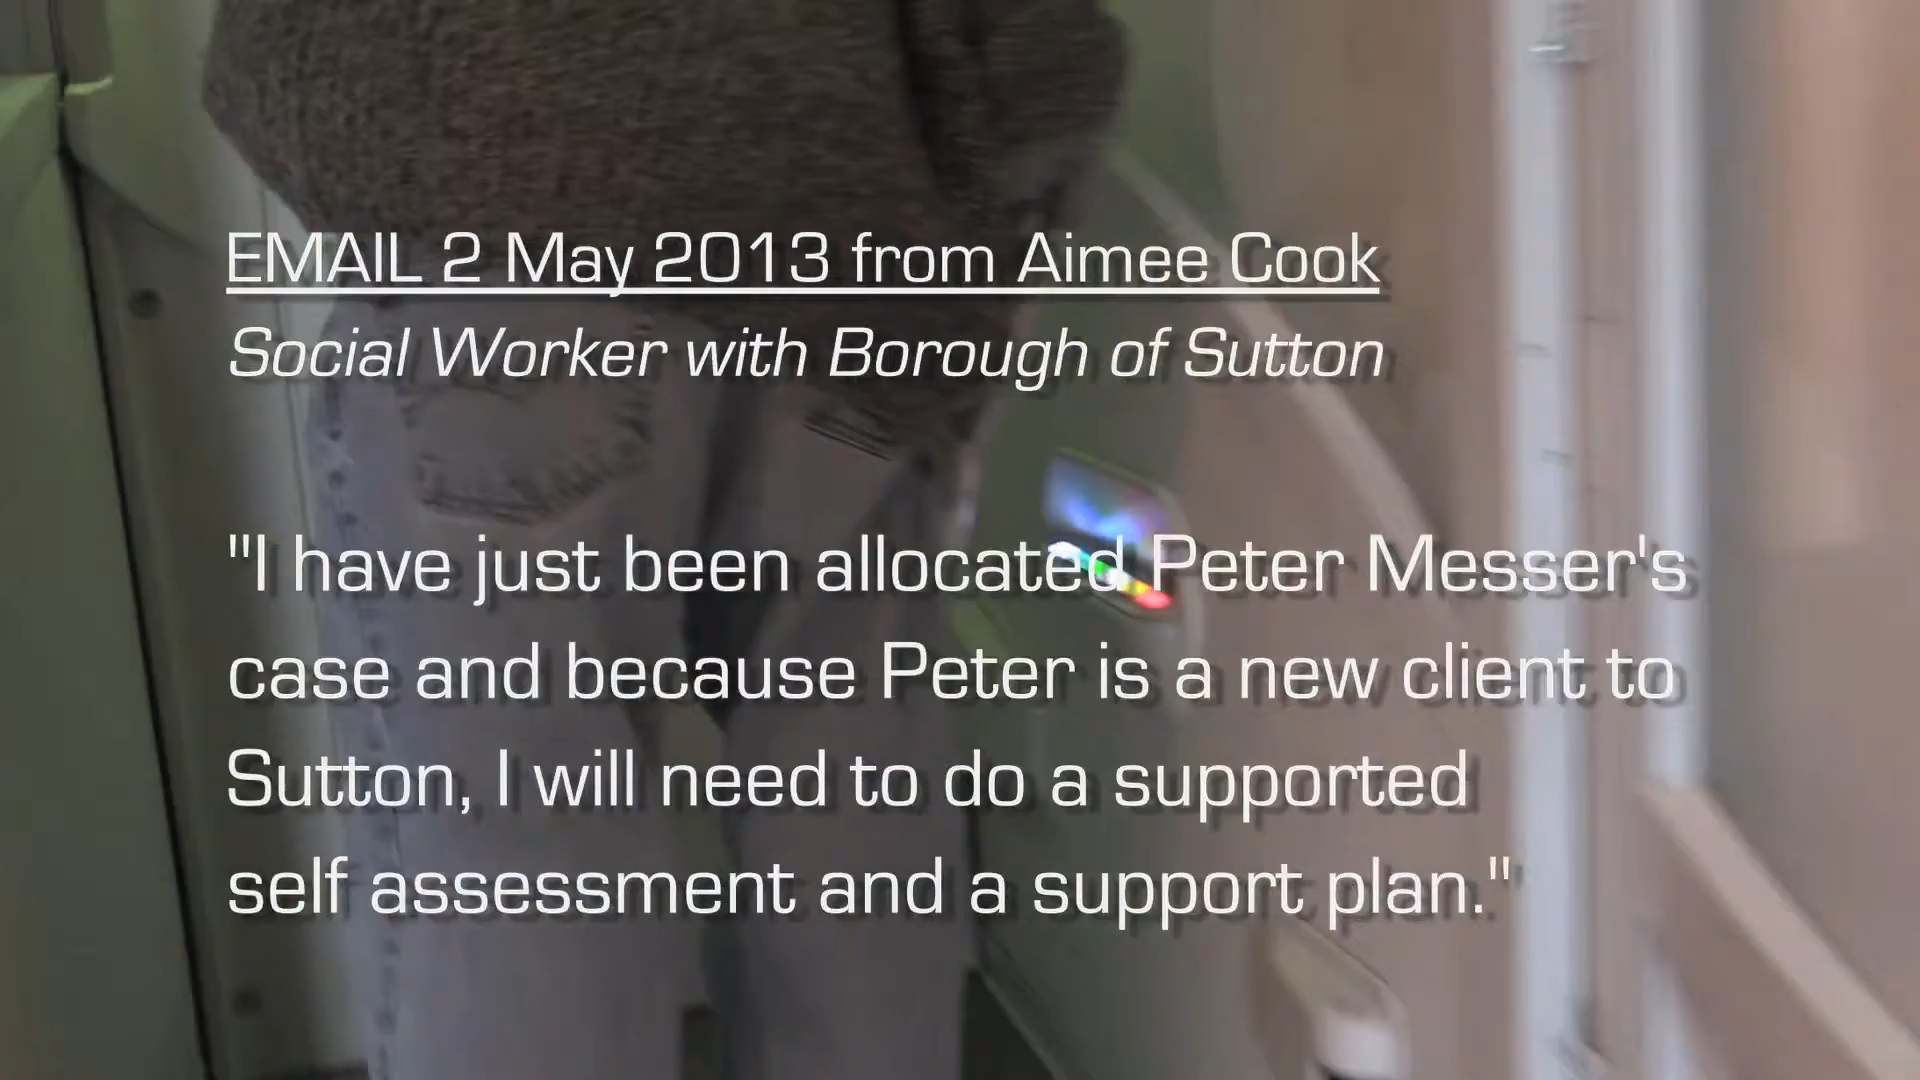 EMAIL 2 May 2013 from Aimee Cook
Social Worker with Borough of Sutton
"I have just been allocated Peter Messer's
case and because Peter is a new client to
Sutton, I will need to do a supported
self assessment and a support plan."